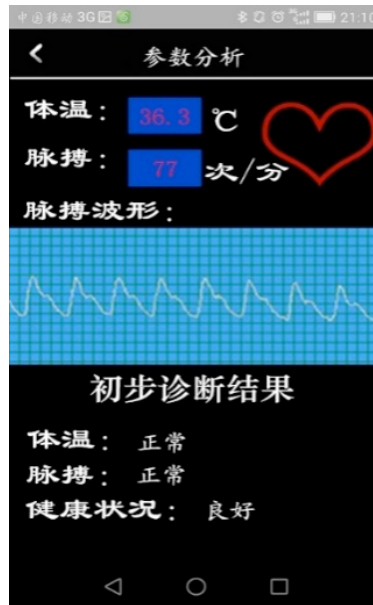 中国移动 3G 21:10
参数分析
体温： 36.3 ℃
脉搏： 77 次/分
脉搏波形：
初步诊断结果
体温： 正常
脉搏： 正常
健康状况： 良好